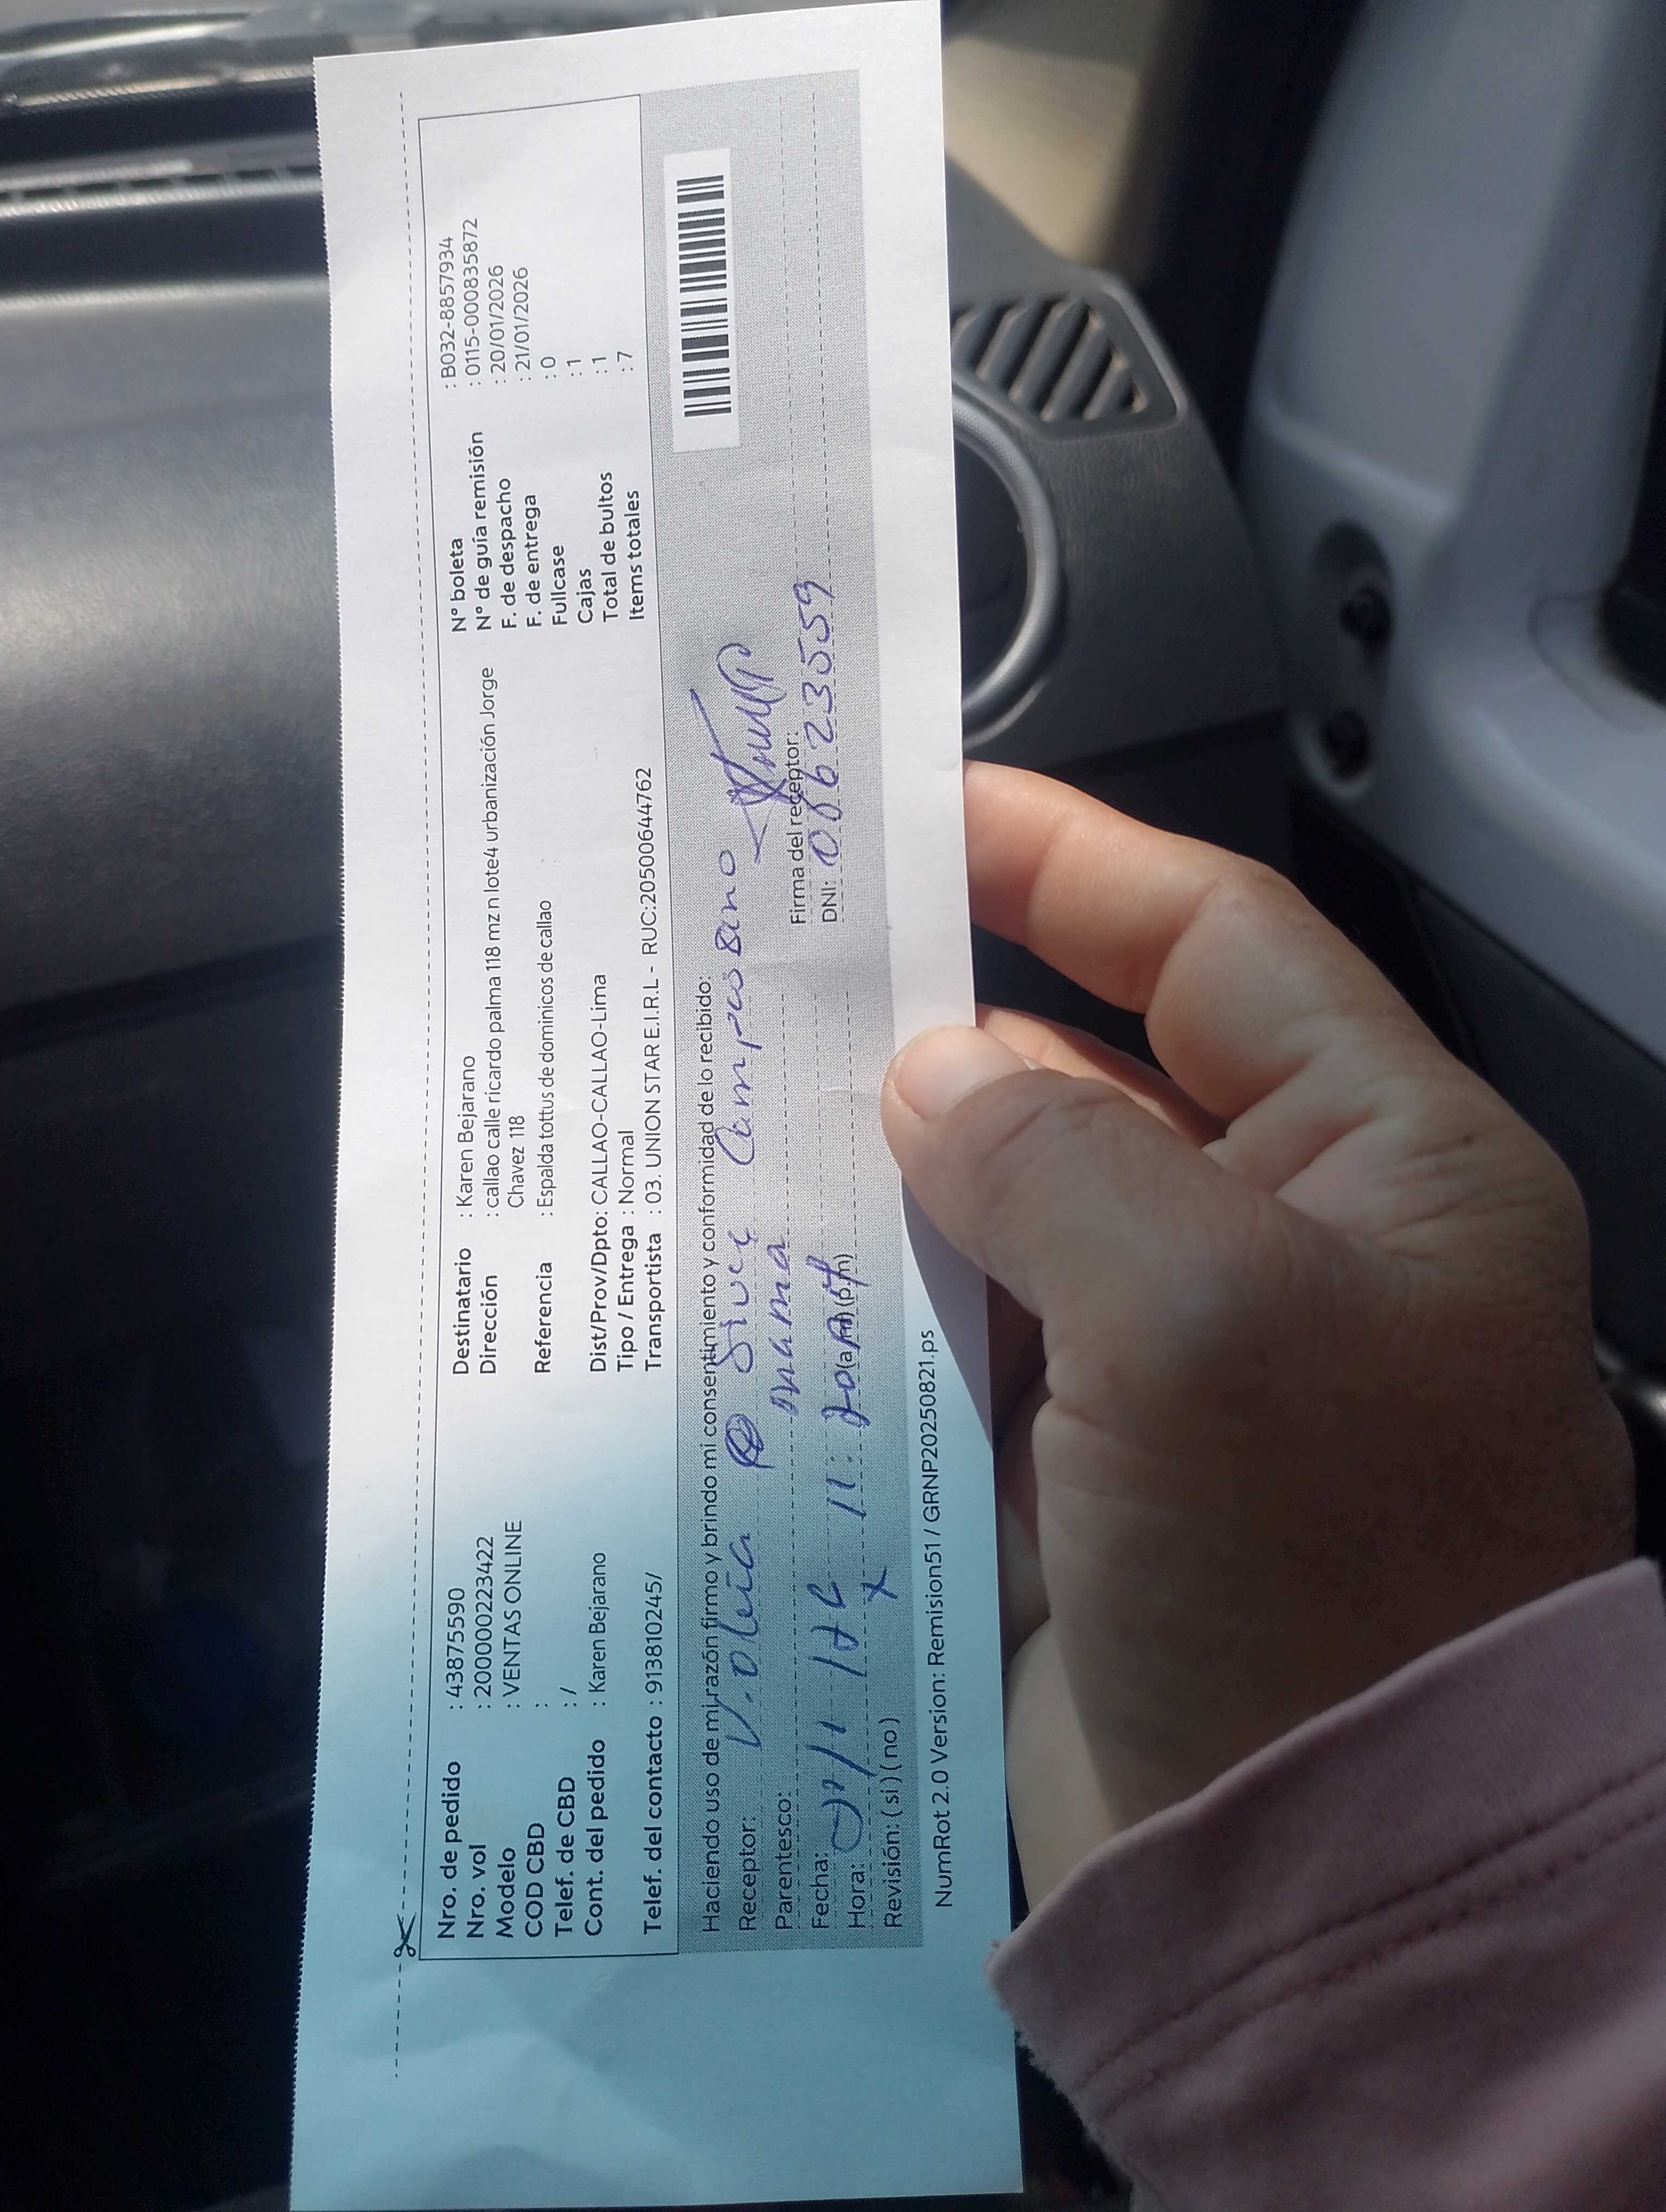 Nro. de pedido : 43875590
Nro. vol : 200000223422
Modelo : VENTAS ONLINE
COD CBD :
Telef. de CBD : /
Cont. del pedido : Karen Bejarano
Telef. del contacto : 913810245/
Destinatario : Karen Bejarano
Dirección : callao calle ricardo palma 118 mz n lote4 urbanización Jorge
Chavez 118
Referencia : Espalda tottus de dominicos de callao
Dist/Prov/Dpto: CALLAO-CALLAO-Lima
Tipo / Entrega : Normal
Transportista : 03. UNION STAR E.I.R.L - RUC:20500644762
N° boleta : B032-8857934
N° de guía remisión : 0115-000835872
F. de despacho : 20/01/2026
F. de entrega : 21/01/2026
Fullcase : 0
Cajas : 1
Total de bultos : 1
Items totales : 7
Haciendo uso de mi razón firmo y brindo mi consentimiento y conformidad de lo recibido:
Receptor:
Parentesco: mama
Fecha:
Hora: (a.m) (p.m)
Revisión: ( si ) ( no ) x
Firma del receptor:
DNI:
NumRot 2.0 Version: Remision51 / GRNP20250821.ps